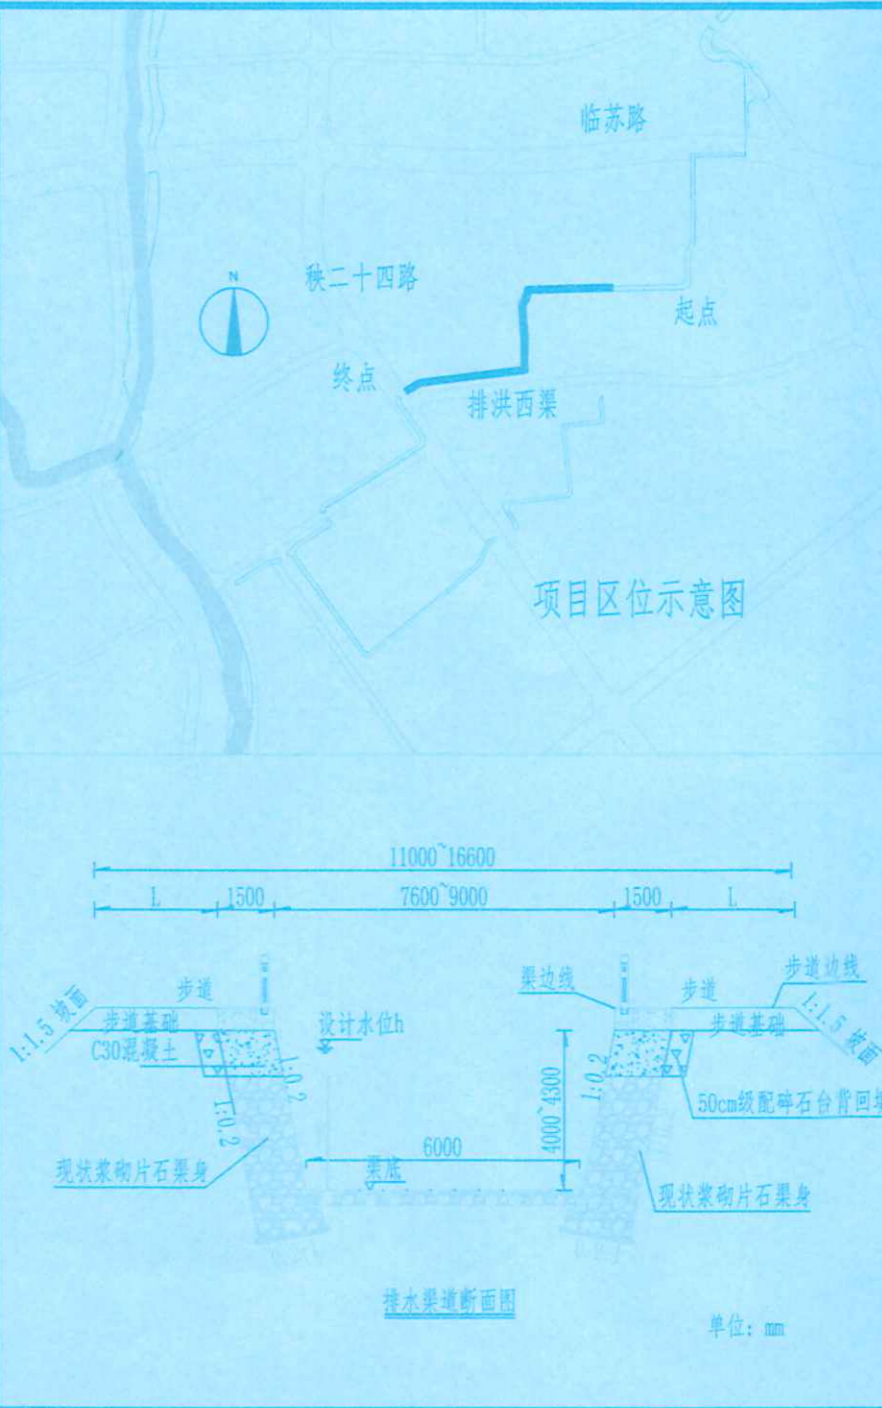 临苏路
N
秧二十四路
起点
终点
排洪西渠
项目区位示意图
11000~16600
L
1500
7600~9000
1500
L
步道
渠边线
步道
步道边线
1:1.5 坡面
步道基础
设计水位h
步道基础
1:1.5 坡面
C30混凝土
1:0.2
1:0.2
1:0.2
4000~4300
50cm级配碎石台背回填
6000
渠底
现状浆砌片石渠身
现状浆砌片石渠身
排水渠道断面图
单位：mm